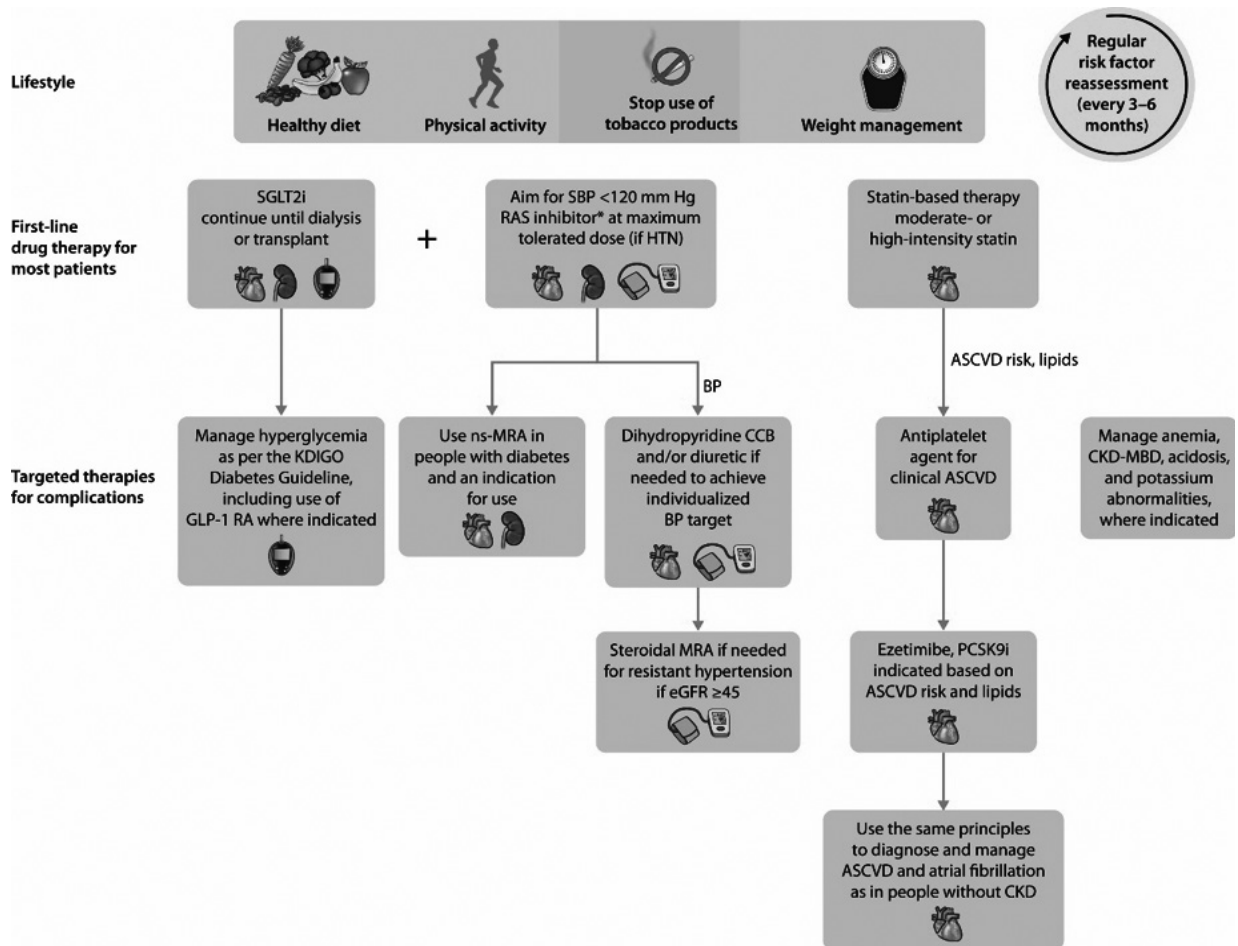 Lifestyle
Healthy diet
Physical activity
Stop use of
tobacco products
Weight management
Regular
risk factor
reassessment
(every 3–6
months)
First-line
drug therapy for
most patients
SGLT2i
continue until dialysis
or transplant
+
Aim for SBP <120 mm Hg
RAS inhibitor* at maximum
tolerated dose (if HTN)
Statin-based therapy
moderate- or
high-intensity statin
BP
ASCVD risk, lipids
Targeted therapies
for complications
Manage hyperglycemia
as per the KDIGO
Diabetes Guideline,
including use of
GLP-1 RA where indicated
Use ns-MRA in
people with diabetes
and an indication
for use
Dihydropyridine CCB
and/or diuretic if
needed to achieve
individualized
BP target
Antiplatelet
agent for
clinical ASCVD
Manage anemia,
CKD-MBD, acidosis,
and potassium
abnormalities,
where indicated
Steroidal MRA if needed
for resistant hypertension
if eGFR ≥45
Ezetimibe, PCSK9i
indicated based on
ASCVD risk and lipids
Use the same principles
to diagnose and manage
ASCVD and atrial fibrillation
as in people without CKD